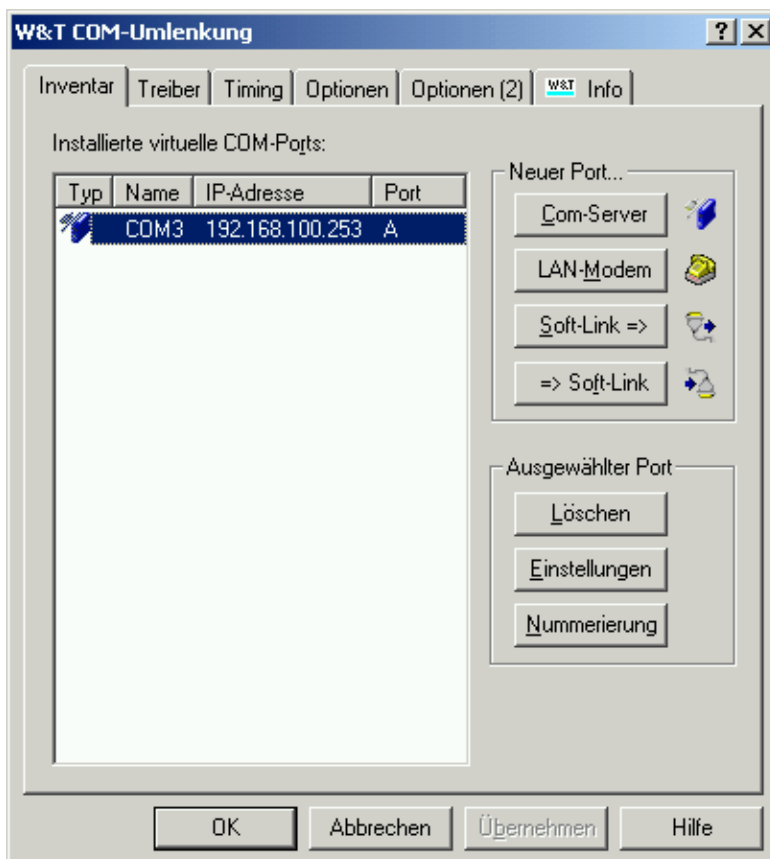 W&T COM-Umlenkung
Inventar Treiber Timing Optionen Optionen (2) W&T Info
Installierte virtuelle COM-Ports:
Typ Name IP-Adresse Port
COM3 192.168.100.253 A
Neuer Port...
Com-Server
LAN-Modem
Soft-Link =>
=> Soft-Link
Ausgewählter Port
Löschen
Einstellungen
Nummerierung
OK Abbrechen Übernehmen Hilfe